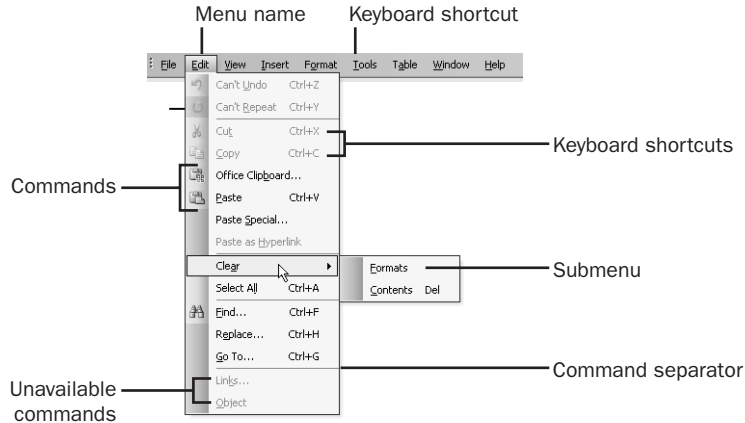 Menu name Keyboard shortcut
File Edit View Insert Format Tools Table Window Help
Can't Undo Ctrl+Z
Can't Repeat Ctrl+Y
Cut Ctrl+X
Copy Ctrl+C
Keyboard shortcuts
Office Clipboard...
Commands
Paste Ctrl+V
Paste Special...
Paste as Hyperlink
Clear
Formats
Submenu
Select All Ctrl+A
Contents Del
Find... Ctrl+F
Replace... Ctrl+H
Go To... Ctrl+G
Command separator
Links...
Unavailable
commands
Object